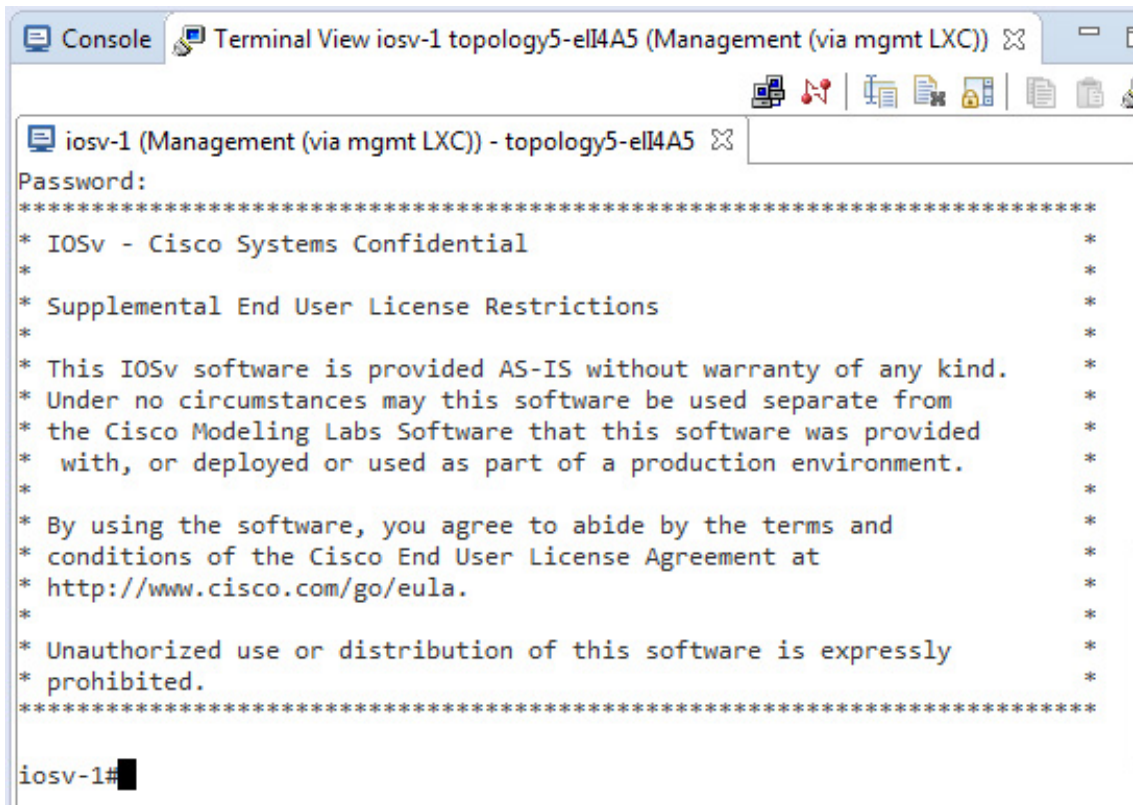 Console Terminal View iosv-1 topology5-elI4A5 (Management (via mgmt LXC))
iosv-1 (Management (via mgmt LXC)) - topology5-elI4A5
Password:
**************************************************************************
* IOSv - Cisco Systems Confidential *
* *
* Supplemental End User License Restrictions *
* *
* This IOSv software is provided AS-IS without warranty of any kind. *
* Under no circumstances may this software be used separate from *
* the Cisco Modeling Labs Software that this software was provided *
* with, or deployed or used as part of a production environment. *
* *
* By using the software, you agree to abide by the terms and *
* conditions of the Cisco End User License Agreement at *
* http://www.cisco.com/go/eula. *
* *
* Unauthorized use or distribution of this software is expressly *
* prohibited. *
**************************************************************************
iosv-1#